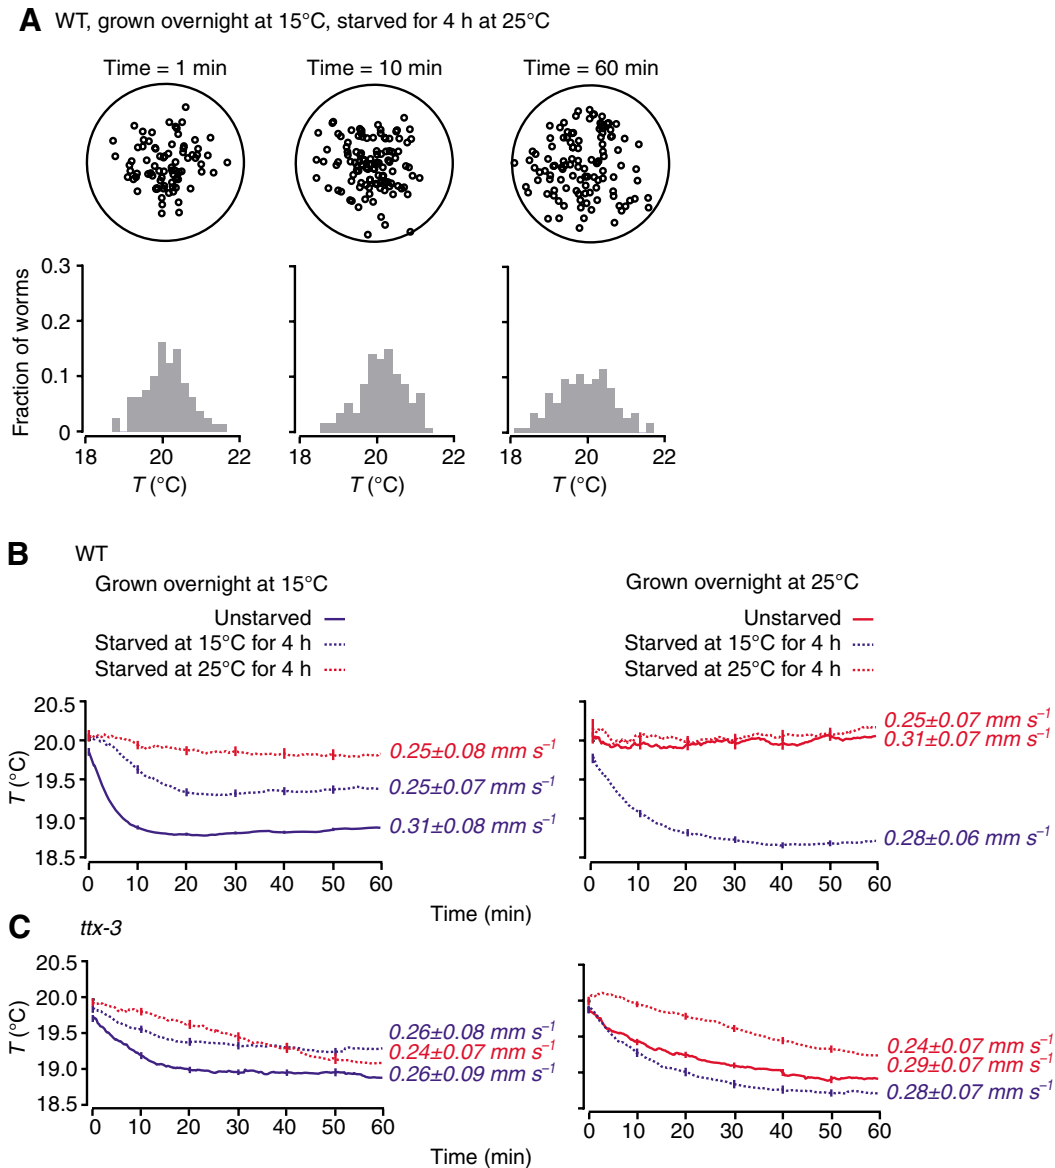 A WT, grown overnight at 15°C, starved for 4 h at 25°C
Time = 1 min
Time = 10 min
Time = 60 min
Fraction of worms
0.3
0.2
0.1
0
18 20 22
18 20 22
18 20 22
T (°C)
T (°C)
T (°C)
B WT
Grown overnight at 15°C
Unstarved
Starved at 15°C for 4 h
Starved at 25°C for 4 h
Grown overnight at 25°C
Unstarved
Starved at 15°C for 4 h
Starved at 25°C for 4 h
T (°C)
20.5
20.0
19.5
19.0
18.5
0 10 20 30 40 50 60
0.25±0.08 mm s⁻¹
0.25±0.07 mm s⁻¹
0.31±0.08 mm s⁻¹
0 10 20 30 40 50 60
0.25±0.07 mm s⁻¹
0.31±0.07 mm s⁻¹
0.28±0.06 mm s⁻¹
Time (min)
C ttx-3
T (°C)
20.5
20.0
19.5
19.0
18.5
0 10 20 30 40 50 60
0.26±0.08 mm s⁻¹
0.24±0.07 mm s⁻¹
0.26±0.09 mm s⁻¹
0 10 20 30 40 50 60
0.24±0.07 mm s⁻¹
0.29±0.07 mm s⁻¹
0.28±0.07 mm s⁻¹
Time (min)